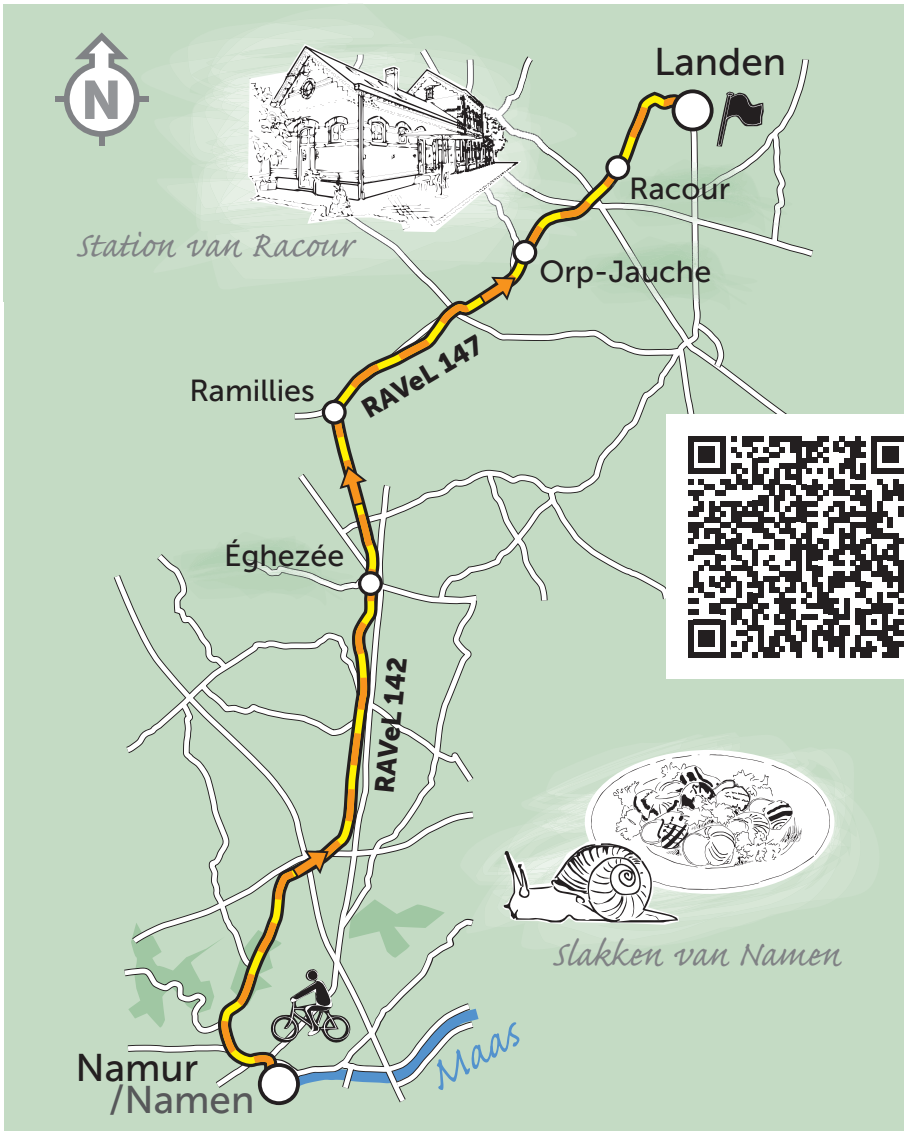 N
Landen
Racour
Station van Racour
Orp-Jauche
RAVeL 147
Ramillies
Éghezée
RAVeL 142
Slakken van Namen
Maas
Namur
/Namen